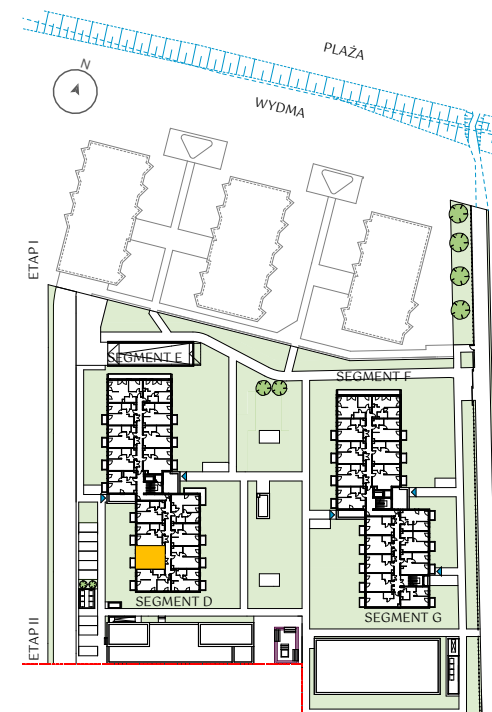 PLAŻA
N
WYDMA
ETAP I
SEGMENT E
SEGMENT F
SEGMENT D
SEGMENT G
ETAP II